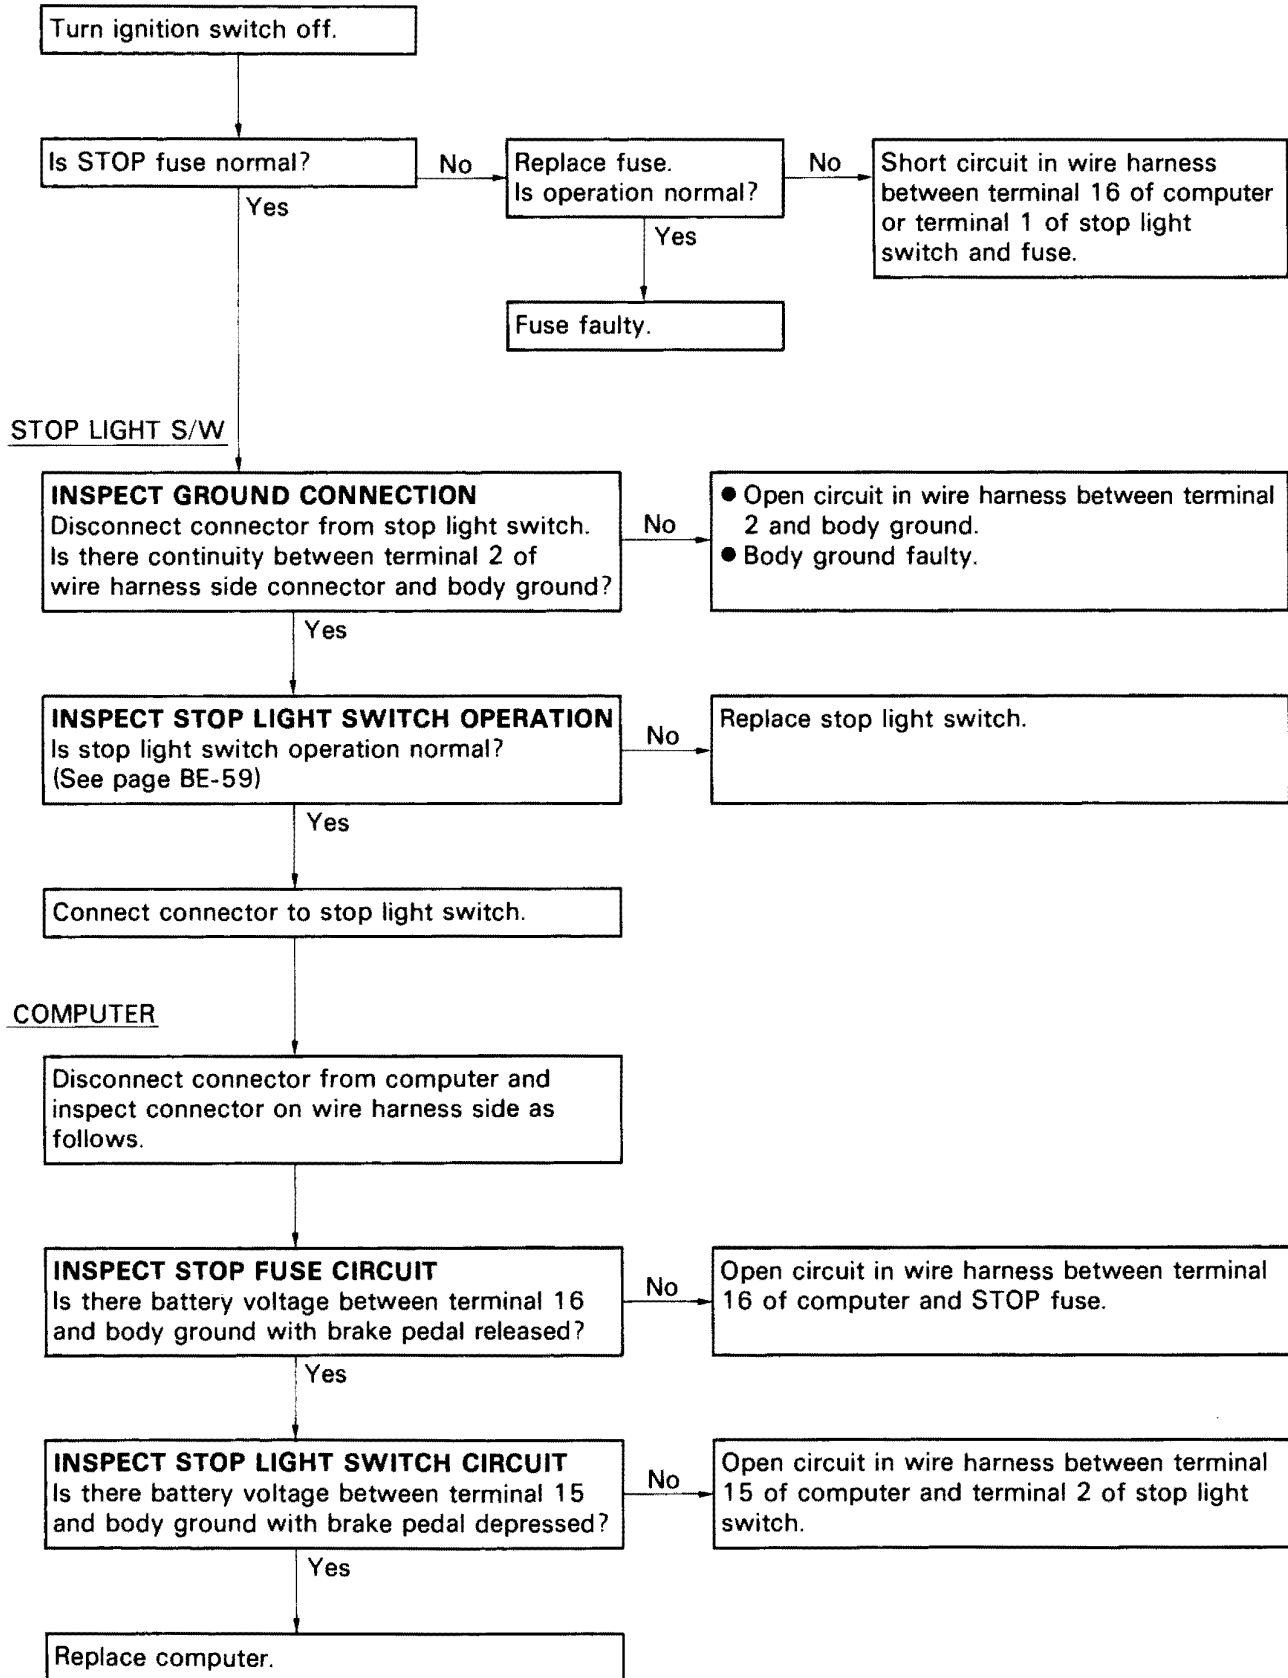 Turn ignition switch off.
Is STOP fuse normal?
No
Replace fuse.
Is operation normal?
No
Short circuit in wire harness
between terminal 16 of computer
or terminal 1 of stop light
switch and fuse.
Yes
Yes
Fuse faulty.
STOP LIGHT S/W
INSPECT GROUND CONNECTION
Disconnect connector from stop light switch.
Is there continuity between terminal 2 of
wire harness side connector and body ground?
No
● Open circuit in wire harness between terminal
2 and body ground.
● Body ground faulty.
Yes
INSPECT STOP LIGHT SWITCH OPERATION
Is stop light switch operation normal?
(See page BE-59)
No
Replace stop light switch.
Yes
Connect connector to stop light switch.
COMPUTER
Disconnect connector from computer and
inspect connector on wire harness side as
follows.
INSPECT STOP FUSE CIRCUIT
Is there battery voltage between terminal 16
and body ground with brake pedal released?
No
Open circuit in wire harness between terminal
16 of computer and STOP fuse.
Yes
INSPECT STOP LIGHT SWITCH CIRCUIT
Is there battery voltage between terminal 15
and body ground with brake pedal depressed?
No
Open circuit in wire harness between terminal
15 of computer and terminal 2 of stop light
switch.
Yes
Replace computer.